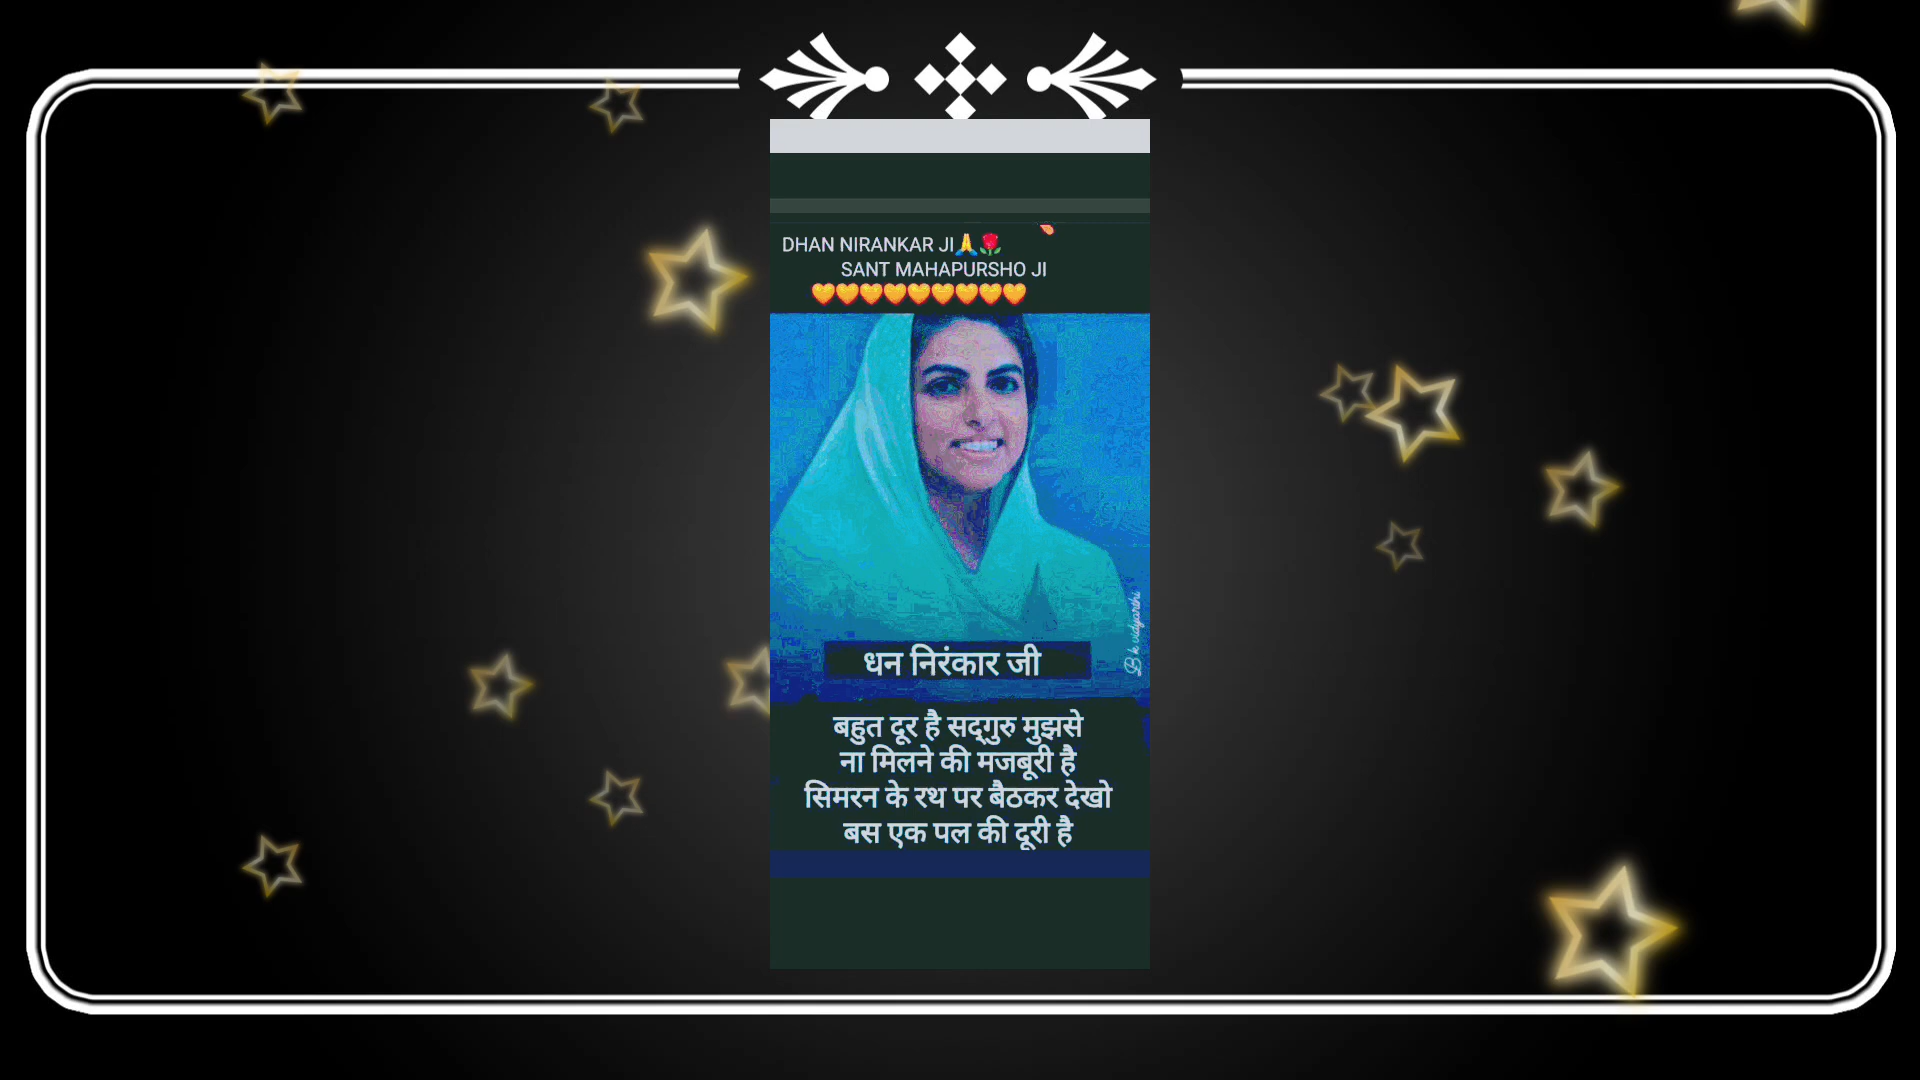 DHAN NIRANKAR JI🙏🌹
SANT MAHAPURSHO JI
🧡🧡🧡🧡🧡🧡🧡🧡🧡
B k vidyarthi
धन निरंकार जी
बहुत दूर है सद्गुरु मुझसे
ना मिलने की मजबूरी है
सिमरन के रथ पर बैठकर देखो
बस एक पल की दूरी है